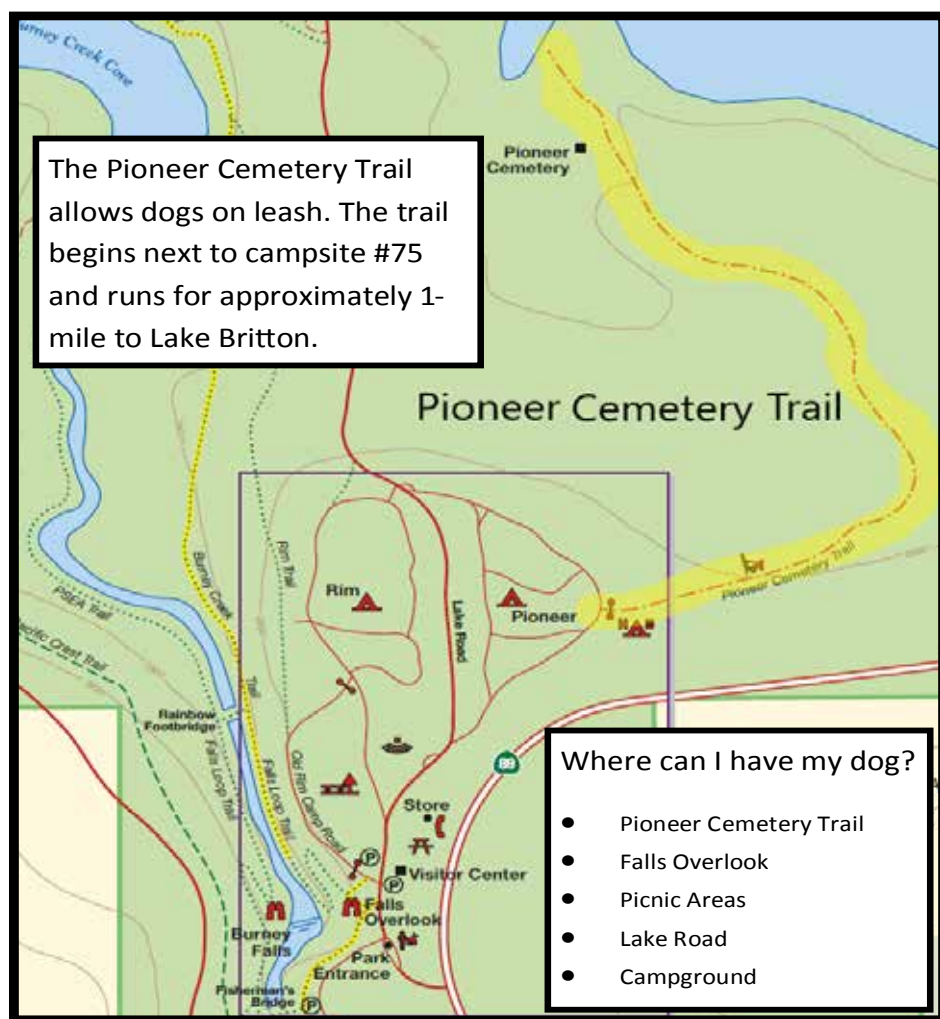 Burney Creek Cove
Pioneer
Cemetery
The Pioneer Cemetery Trail
allows dogs on leash. The trail
begins next to campsite #75
and runs for approximately 1-
mile to Lake Britton.
Pioneer Cemetery Trail
Rim Trail
Burney Creek
Trail
PSEA Trail
Pacific Crest Trail
Rim
Lake Road
Pioneer
Pioneer Cemetery Trail
Rainbow
Footbridge
Falls Loop Trail
Falls Loop Trail
Old Rim Camp Road
89
Store
P
P
Visitor Center
Falls
Overlook
Burney
Falls
Park
Entrance
Fisherman's
Bridge
P
Where can I have my dog?
● Pioneer Cemetery Trail
● Falls Overlook
● Picnic Areas
● Lake Road
● Campground